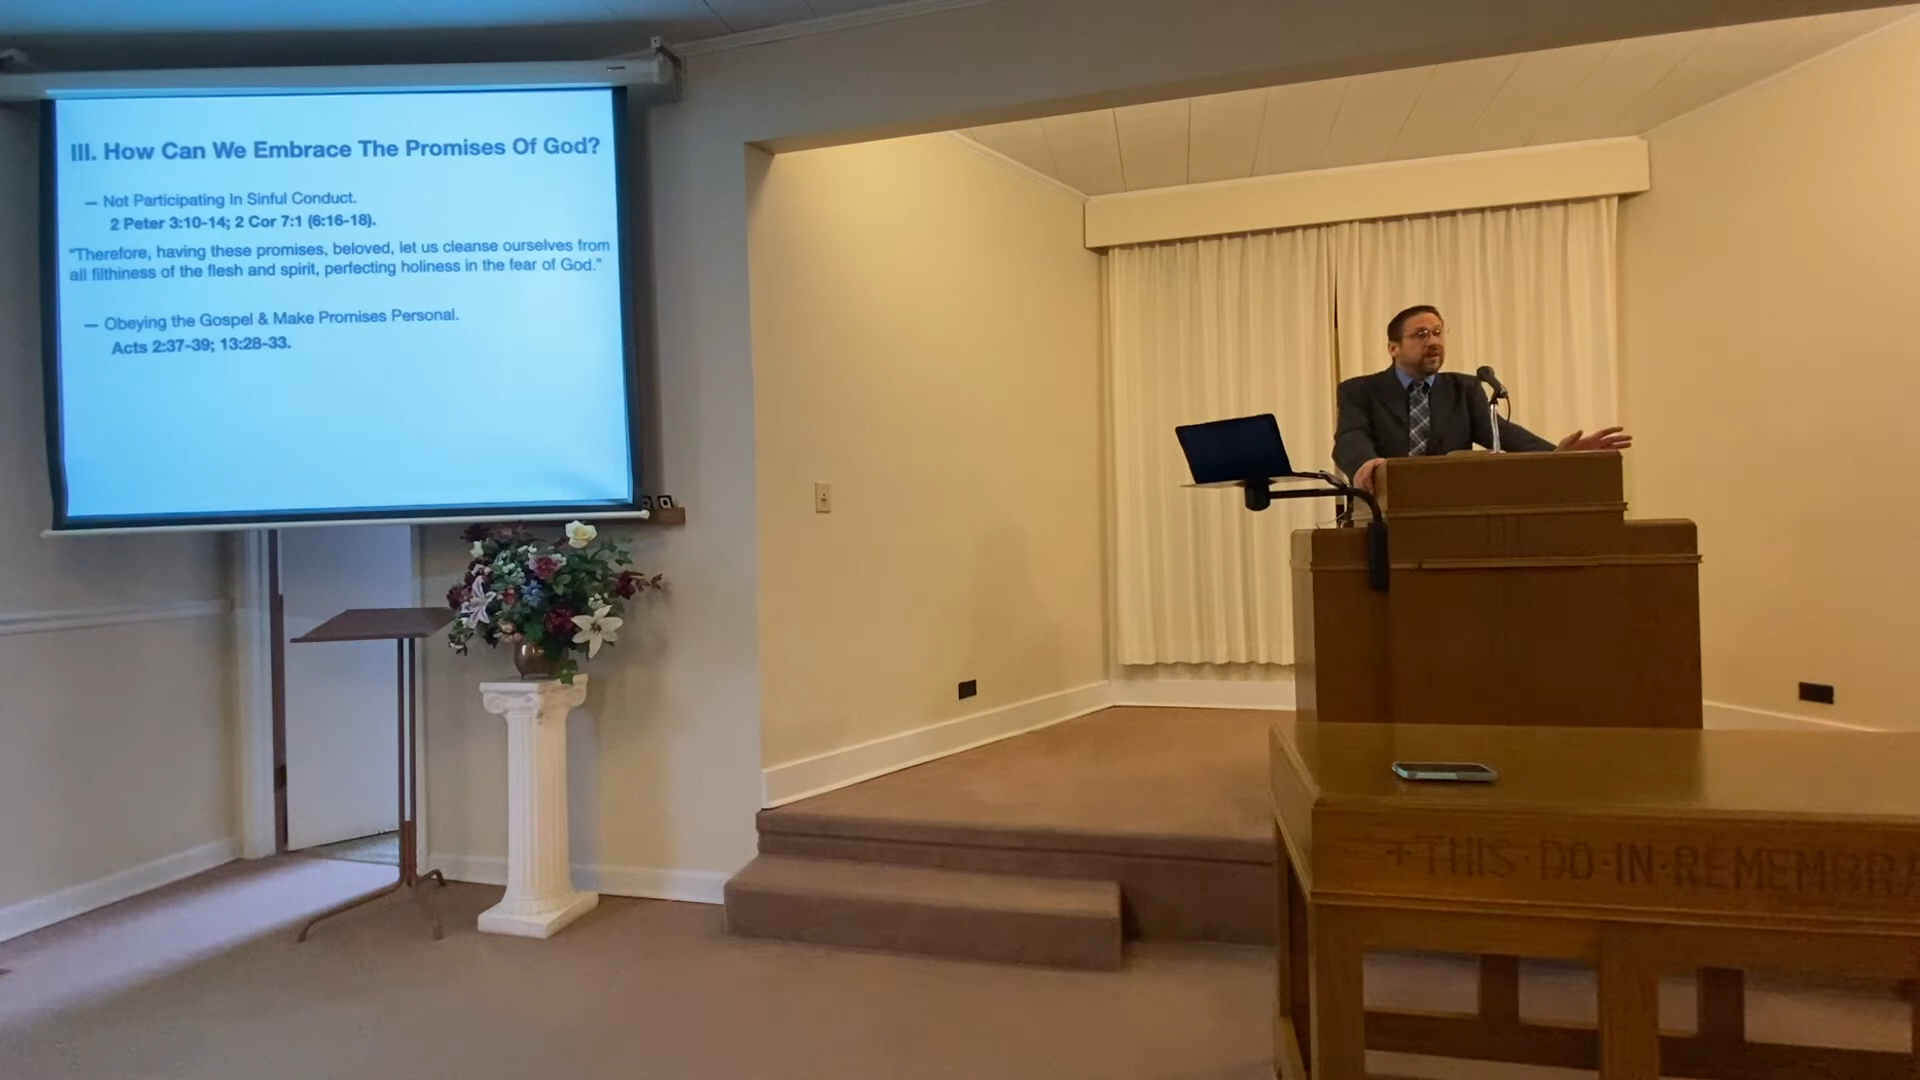 III. How Can We Embrace The Promises Of God?
— Not Participating In Sinful Conduct.
2 Peter 3:10-14; 2 Cor 7:1 (6:16-18).
“Therefore, having these promises, beloved, let us cleanse ourselves from
all filthiness of the flesh and spirit, perfecting holiness in the fear of God.”
— Obeying the Gospel & Make Promises Personal.
Acts 2:37-39; 13:28-33.
+THIS·DO·IN·REMEMBRA